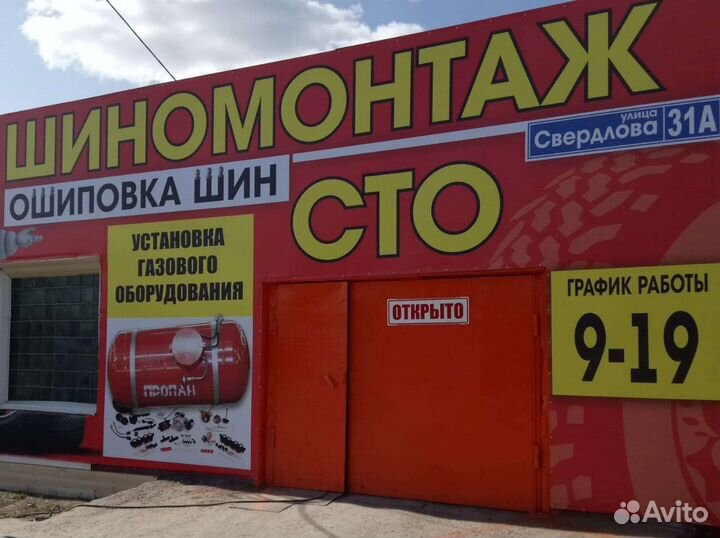 ШИНОМОНТАЖ
улица
Свердлова 31А
ОШИПОВКА ШИН
СТО
УСТАНОВКА
ГАЗОВОГО
ОБОРУДОВАНИЯ
ПРОПАН
ОТКРЫТО
ГРАФИК РАБОТЫ
9-19
Avito